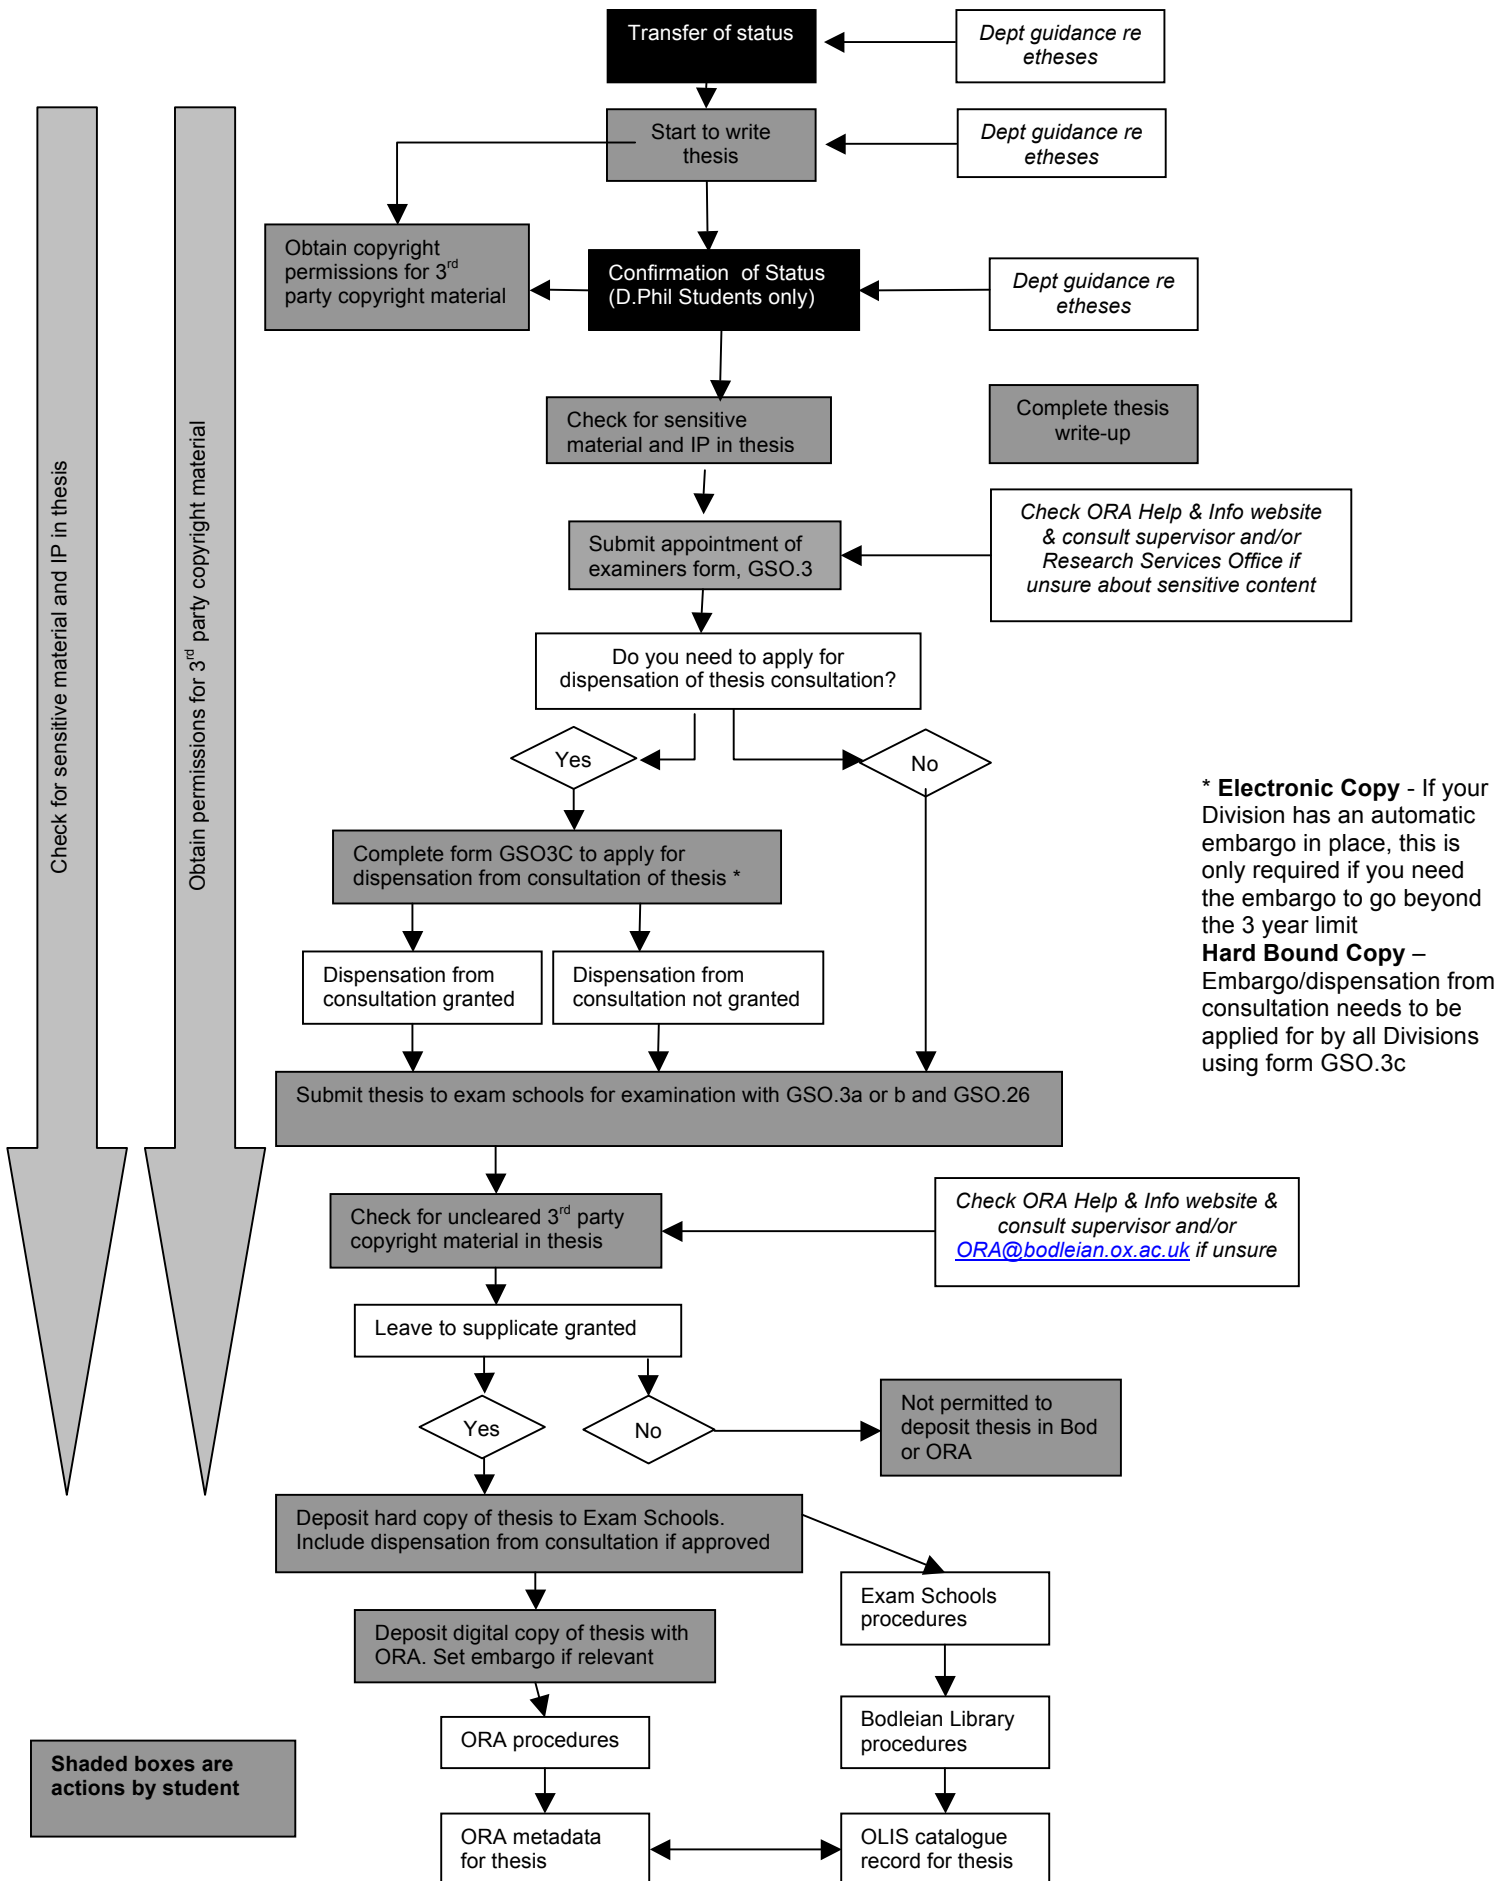 Transfer of status
Dept guidance re
etheses
Start to write
thesis
Dept guidance re
etheses
Obtain copyright
permissions for 3rd
party copyright material
Confirmation of Status
(D.Phil Students only)
Dept guidance re
etheses
Check for sensitive material and IP in thesis
Obtain permissions for 3rd party copyright material
Check for sensitive
material and IP in thesis
Complete thesis
write-up
Submit appointment of
examiners form, GSO.3
Check ORA Help & Info website
& consult supervisor and/or
Research Services Office if
unsure about sensitive content
Do you need to apply for
dispensation of thesis consultation?
Yes
No
* Electronic Copy - If your
Division has an automatic
embargo in place, this is
only required if you need
the embargo to go beyond
the 3 year limit
Hard Bound Copy –
Embargo/dispensation from
consultation needs to be
applied for by all Divisions
using form GSO.3c
Complete form GSO3C to apply for
dispensation from consultation of thesis *
Dispensation from
consultation granted
Dispensation from
consultation not granted
Submit thesis to exam schools for examination with GSO.3a or b and GSO.26
Check for uncleared 3rd party
copyright material in thesis
Check ORA Help & Info website &
consult supervisor and/or
ORA@bodleian.ox.ac.uk if unsure
Leave to supplicate granted
Yes
No
Not permitted to
deposit thesis in Bod
or ORA
Deposit hard copy of thesis to Exam Schools.
Include dispensation from consultation if approved
Exam Schools
procedures
Deposit digital copy of thesis with
ORA. Set embargo if relevant
ORA procedures
Bodleian Library
procedures
Shaded boxes are
actions by student
ORA metadata
for thesis
OLIS catalogue
record for thesis